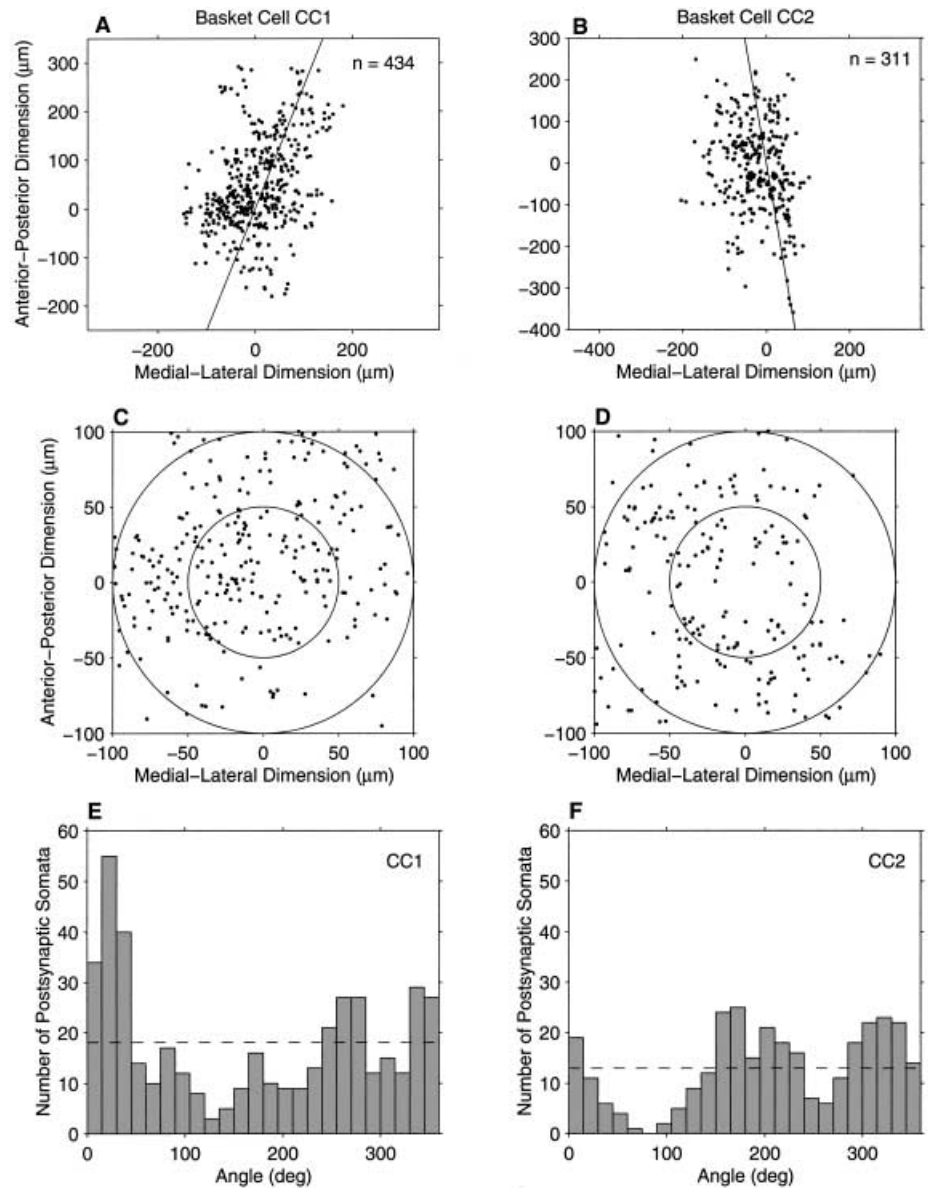 A
Basket Cell CC1
n = 434
300
200
100
0
−100
−200
Anterior−Posterior Dimension (μm)
−200
0
200
Medial−Lateral Dimension (μm)
B
Basket Cell CC2
n = 311
300
200
100
0
−100
−200
−300
−400
−400
−200
0
200
Medial−Lateral Dimension (μm)
C
100
50
0
−50
−100
Anterior−Posterior Dimension (μm)
−100
−50
0
50
100
Medial−Lateral Dimension (μm)
D
100
50
0
−50
−100
−100
−50
0
50
100
Medial−Lateral Dimension (μm)
E
CC1
60
50
40
30
20
10
0
Number of Postsynaptic Somata
0
100
200
300
Angle (deg)
F
CC2
60
50
40
30
20
10
0
Number of Postsynaptic Somata
0
100
200
300
Angle (deg)